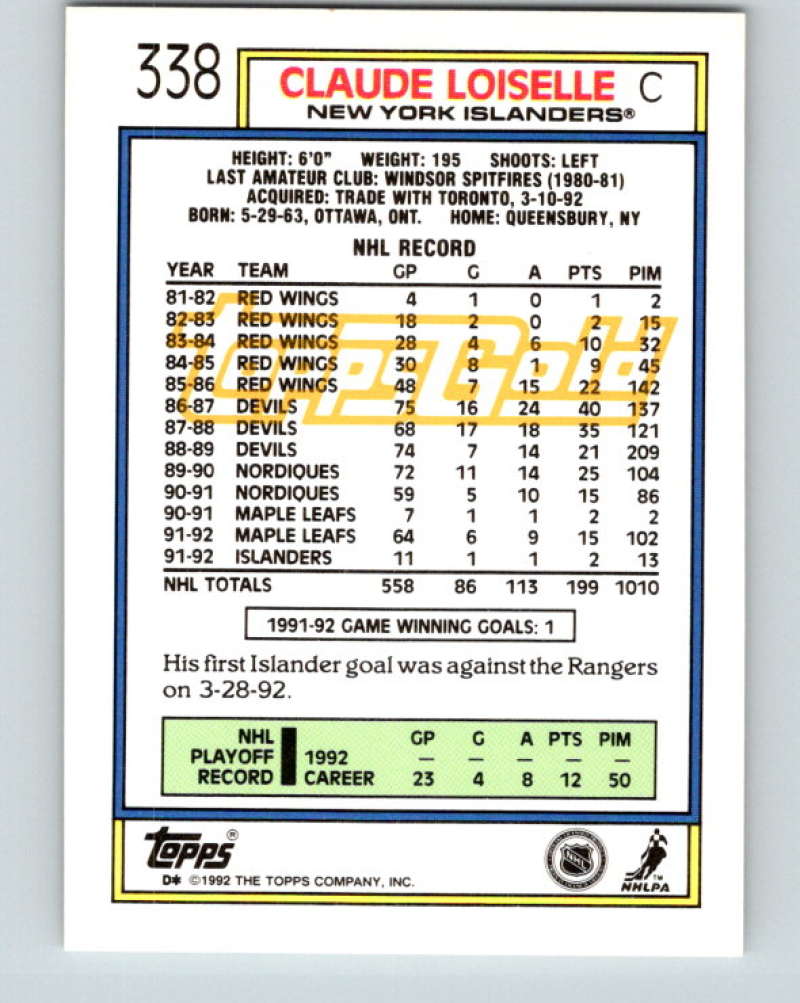 338 CLAUDE LOISELLE C
NEW YORK ISLANDERS®
HEIGHT: 6'0" WEIGHT: 195 SHOOTS: LEFT
LAST AMATEUR CLUB: WINDSOR SPITFIRES (1980-81)
ACQUIRED: TRADE WITH TORONTO, 3-10-92
BORN: 5-29-63, OTTAWA, ONT. HOME: QUEENSBURY, NY
NHL RECORD
YEAR TEAM GP G A PTS PIM
81-82 RED WINGS 4 1 0 1 2
82-83 RED WINGS 18 2 0 2 15
83-84 RED WINGS 28 4 6 10 32
84-85 RED WINGS 30 8 1 9 45
85-86 RED WINGS 48 7 15 22 142
86-87 DEVILS 75 16 24 40 137
87-88 DEVILS 68 17 18 35 121
88-89 DEVILS 74 7 14 21 209
89-90 NORDIQUES 72 11 14 25 104
90-91 NORDIQUES 59 5 10 15 86
90-91 MAPLE LEAFS 7 1 1 2 2
91-92 MAPLE LEAFS 64 6 9 15 102
91-92 ISLANDERS 11 1 1 2 13
NHL TOTALS 558 86 113 199 1010
Topps Gold
1991-92 GAME WINNING GOALS: 1
His first Islander goal was against the Rangers
on 3-28-92.
NHL PLAYOFF RECORD
GP G A PTS PIM
1992 — — — — —
CAREER 23 4 8 12 50
TOPPS®
D* ©1992 THE TOPPS COMPANY, INC.
NHL
NHLPA ™